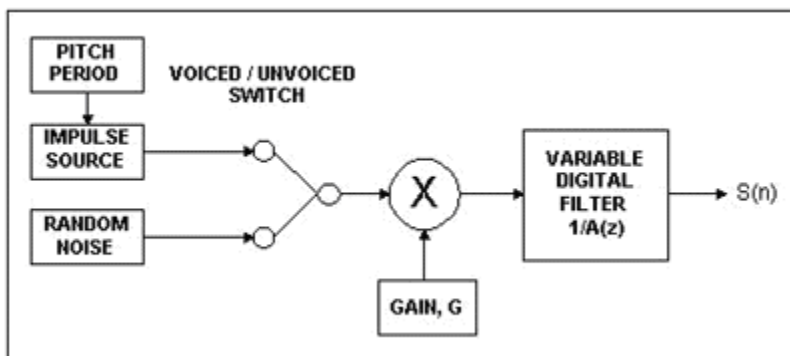 PITCH
PERIOD
VOICED / UNVOICED
SWITCH
IMPULSE
SOURCE
RANDOM
NOISE
X
GAIN, G
VARIABLE
DIGITAL
FILTER
1/A(z)
S(n)